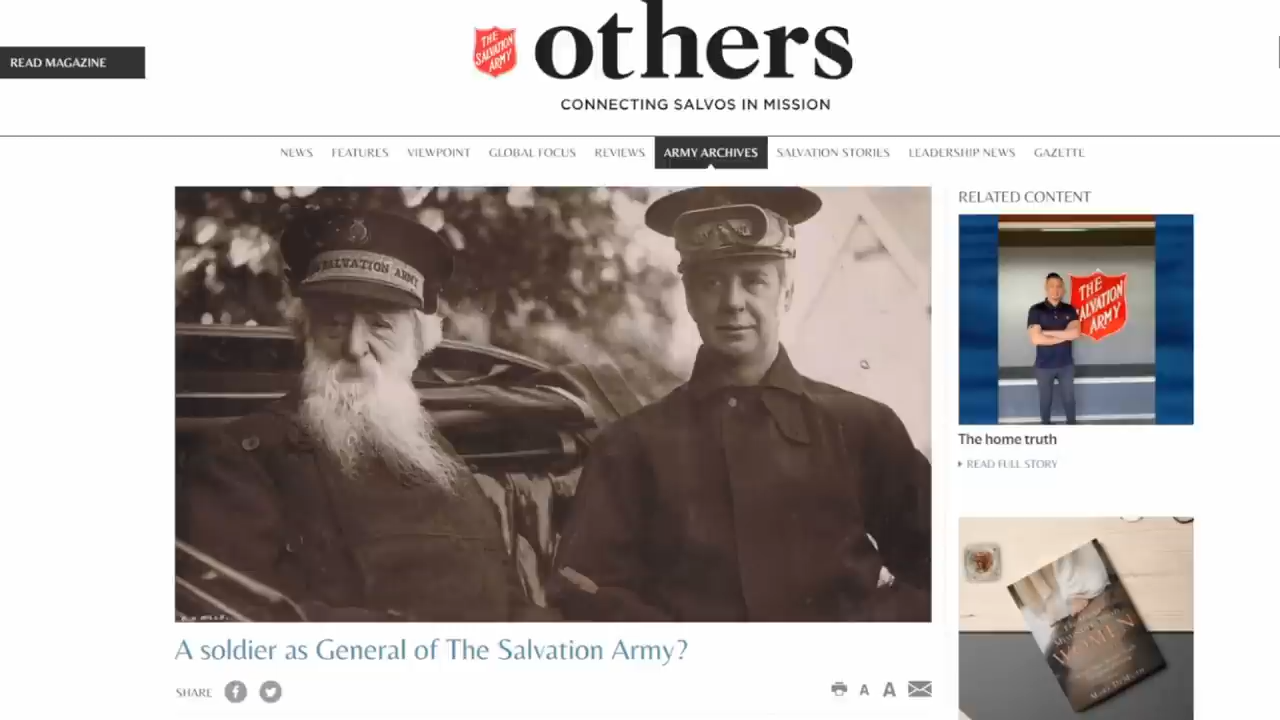 READ MAGAZINE
THE SALVATION ARMY
others
CONNECTING SALVOS IN MISSION
NEWS FEATURES VIEWPOINT GLOBAL FOCUS REVIEWS ARMY ARCHIVES SALVATION STORIES LEADERSHIP NEWS GAZETTE
SALVATION ARMY
RELATED CONTENT
THE
SALVATION
ARMY
The home truth
READ FULL STORY
WOMEN
A soldier as General of The Salvation Army?
SHARE
A A